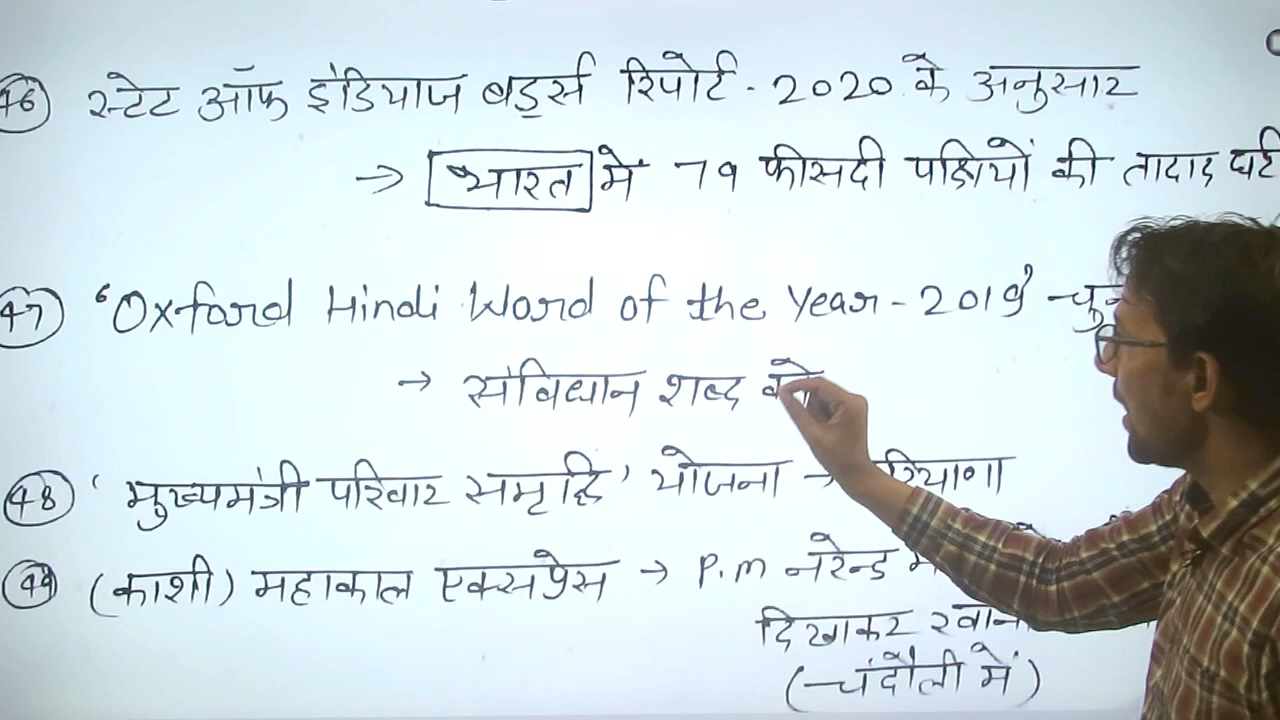 46 स्टेट ऑफ इंडियाज बर्ड्स रिपोर्ट - 2020 के अनुसार
→ भारत में 79 फीसदी पक्षियों की तादाद घटी
47 'Oxford Hindi Word of the Year - 2019'
→ संविधान शब्द को
48 'मुख्यमंत्री परिवार समृद्धि' योजना →
49 (काशी) महाकाल एक्सप्रेस → P.m नरेन्द्र
दिखाकर
(चंदौली में)